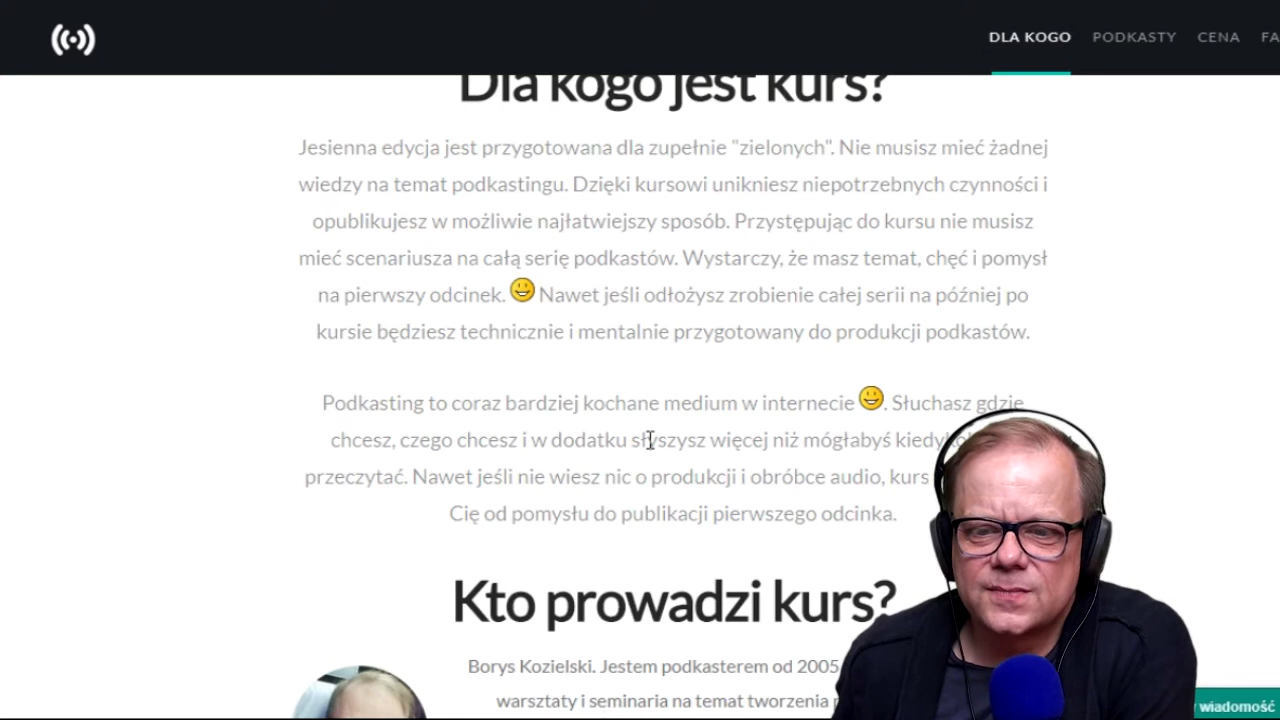 DLA KOGO PODKASTY CENA
Dla kogo jest kurs?
Jesienna edycja jest przygotowana dla zupełnie "zielonych". Nie musisz mieć żadnej
wiedzy na temat podkastingu. Dzięki kursowi unikniesz niepotrzebnych czynności i
opublikujesz w możliwie najłatwiejszy sposób. Przystępując do kursu nie musisz
mieć scenariusza na całą serię podkastów. Wystarczy, że masz temat, chęć i pomysł
na pierwszy odcinek. 😀 Nawet jeśli odłożysz zrobienie całej serii na później po
kursie będziesz technicznie i mentalnie przygotowany do produkcji podkastów.
Podkasting to coraz bardziej kochane medium w internecie 😀. Słuchasz gdzie
chcesz, czego chcesz i w dodatku słyszysz więcej niż mógłabyś
przeczytać. Nawet jeśli nie wiesz nic o produkcji i obróbce audio, kurs
Cię od pomysłu do publikacji pierwszego odcinka.
Kto prowadzi kurs?
Borys Kozielski. Jestem podkasterem od 2005
warsztaty i seminaria na temat tworzenia
wiadomość